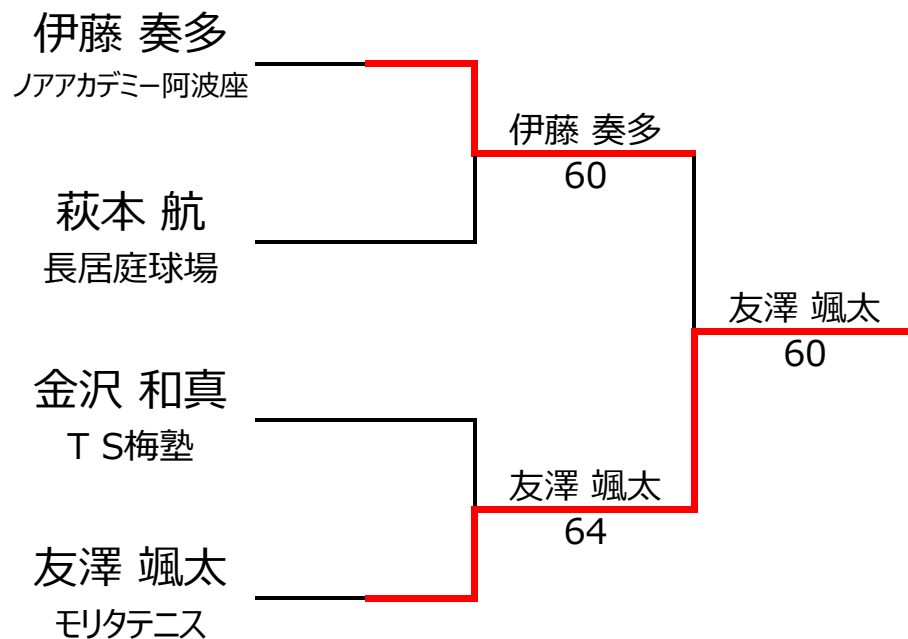 伊藤 奏多
ノアアカデミー阿波座
伊藤 奏多
60
萩本 航
長居庭球場
友澤 颯太
60
金沢 和真
ＴＳ梅塾
友澤 颯太
64
友澤 颯太
モリタテニス